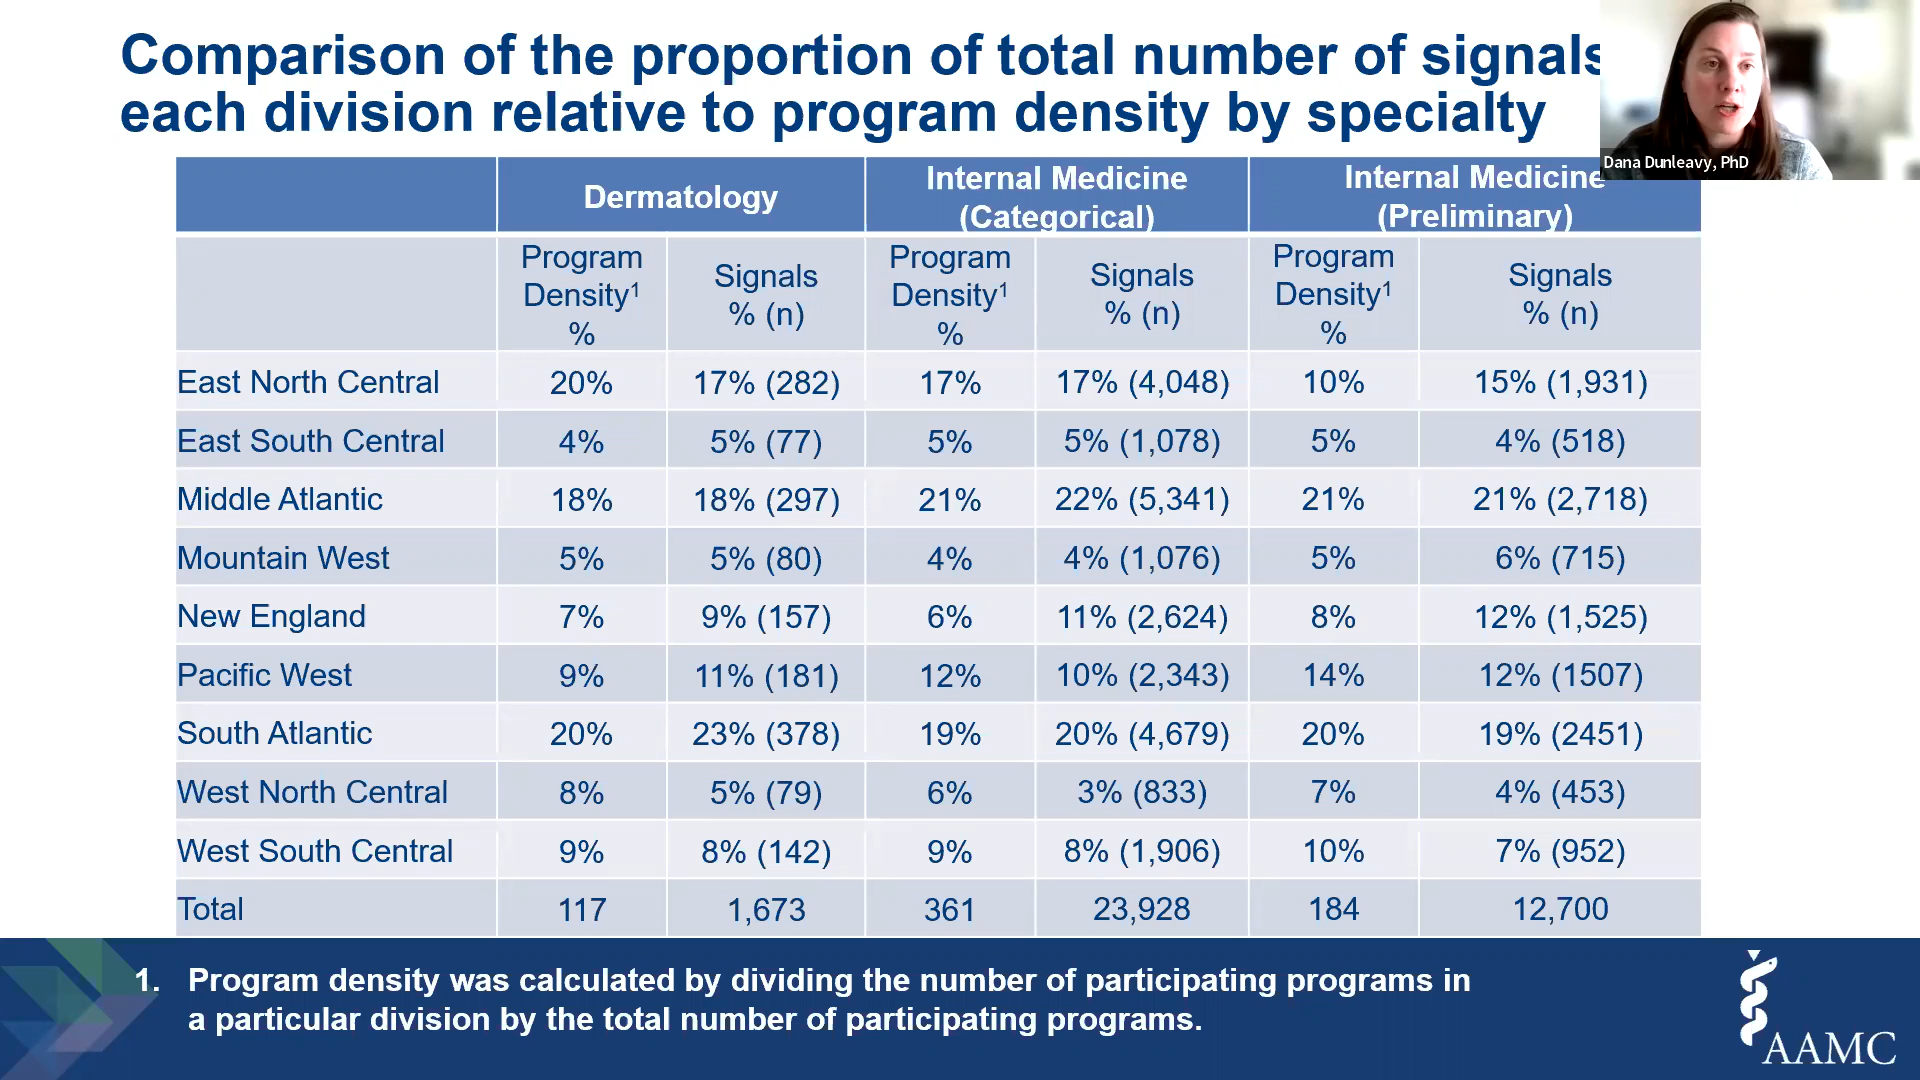 Comparison of the proportion of total number of signals
each division relative to program density by specialty
Dana Dunleavy, PhD
Dermatology
Internal Medicine
(Categorical)
Internal Medicine
(Preliminary)
Program
Density¹
%
Signals
% (n)
Program
Density¹
%
Signals
% (n)
Program
Density¹
%
Signals
% (n)
East North Central 20% 17% (282) 17% 17% (4,048) 10% 15% (1,931)
East South Central 4% 5% (77) 5% 5% (1,078) 5% 4% (518)
Middle Atlantic 18% 18% (297) 21% 22% (5,341) 21% 21% (2,718)
Mountain West 5% 5% (80) 4% 4% (1,076) 5% 6% (715)
New England 7% 9% (157) 6% 11% (2,624) 8% 12% (1,525)
Pacific West 9% 11% (181) 12% 10% (2,343) 14% 12% (1507)
South Atlantic 20% 23% (378) 19% 20% (4,679) 20% 19% (2451)
West North Central 8% 5% (79) 6% 3% (833) 7% 4% (453)
West South Central 9% 8% (142) 9% 8% (1,906) 10% 7% (952)
Total 117 1,673 361 23,928 184 12,700
1. Program density was calculated by dividing the number of participating programs in
a particular division by the total number of participating programs.
AAMC